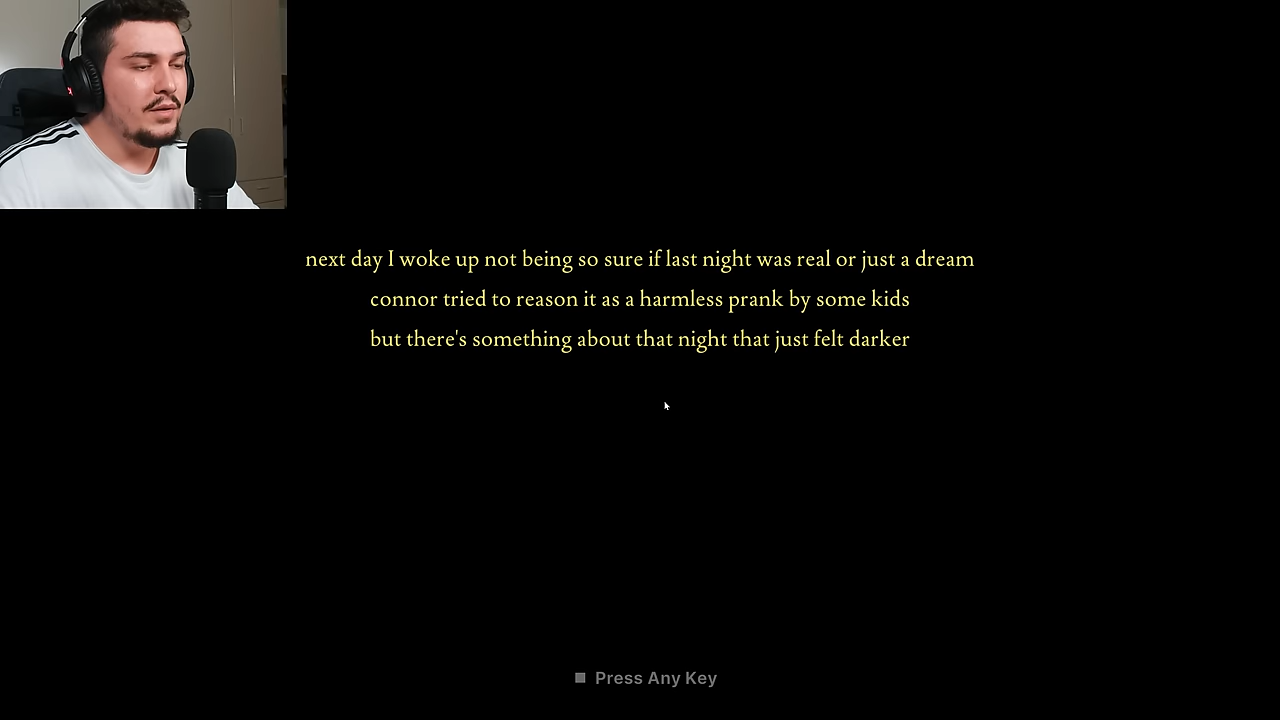 next day I woke up not being so sure if last night was real or just a dream
connor tried to reason it as a harmless prank by some kids
but there's something about that night that just felt darker
Press Any Key